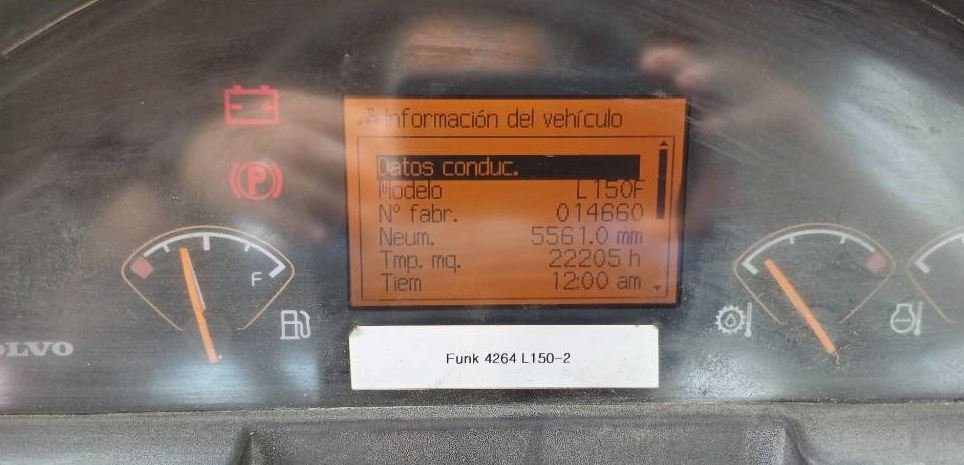 Información del vehículo
Datos conduc.
Modelo L150F
N° fabr. 014660
Neum. 5561.0 mm
Tmp. mq. 22205 h
Tiem 12:00 am
P
F
VOLVO
Funk 4264 L150-2